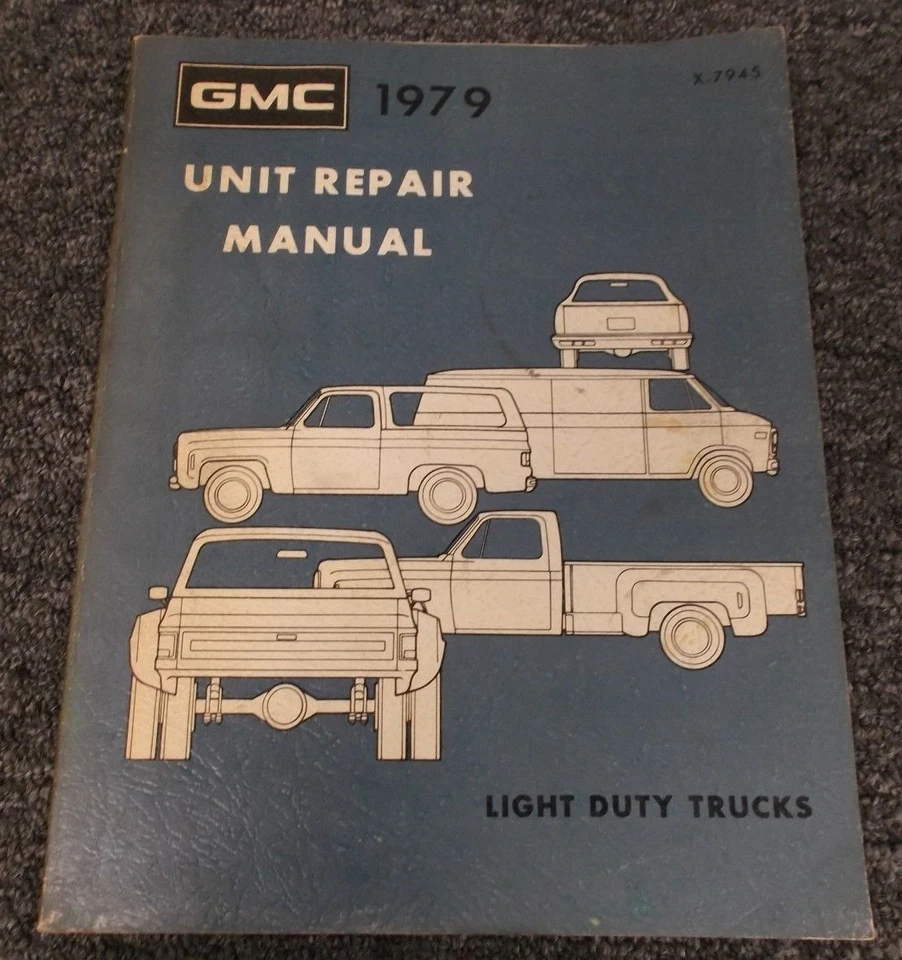 GMC 1979
X-7945
UNIT REPAIR
MANUAL
LIGHT DUTY TRUCKS